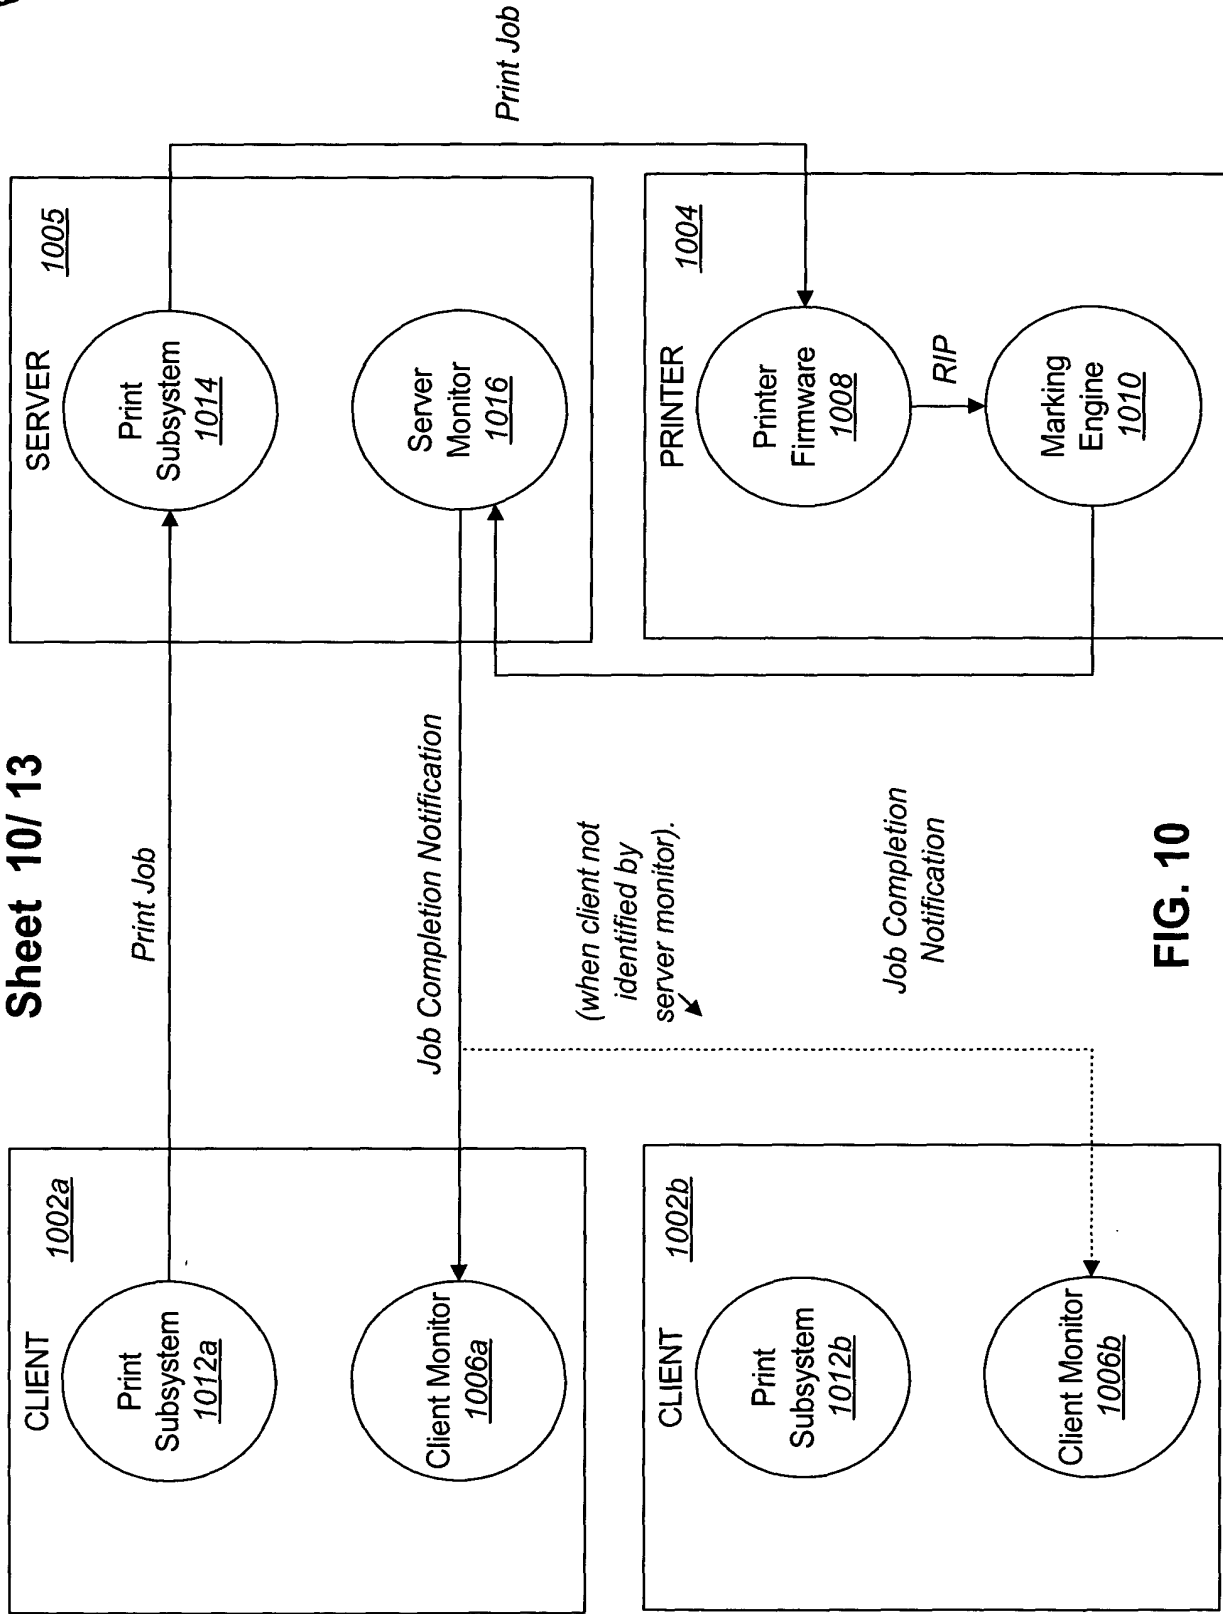 Sheet 10/ 13
CLIENT
1002a
Print
Subsystem
1012a
Client Monitor
1006a
Print Job
Job Completion Notification
SERVER
1005
Print
Subsystem
1014
Server
Monitor
1016
Print Job
(when client not
identified by
server monitor).
CLIENT
1002b
Print
Subsystem
1012b
Client Monitor
1006b
Job Completion
Notification
PRINTER
1004
Printer
Firmware
1008
RIP
Marking
Engine
1010
FIG. 10